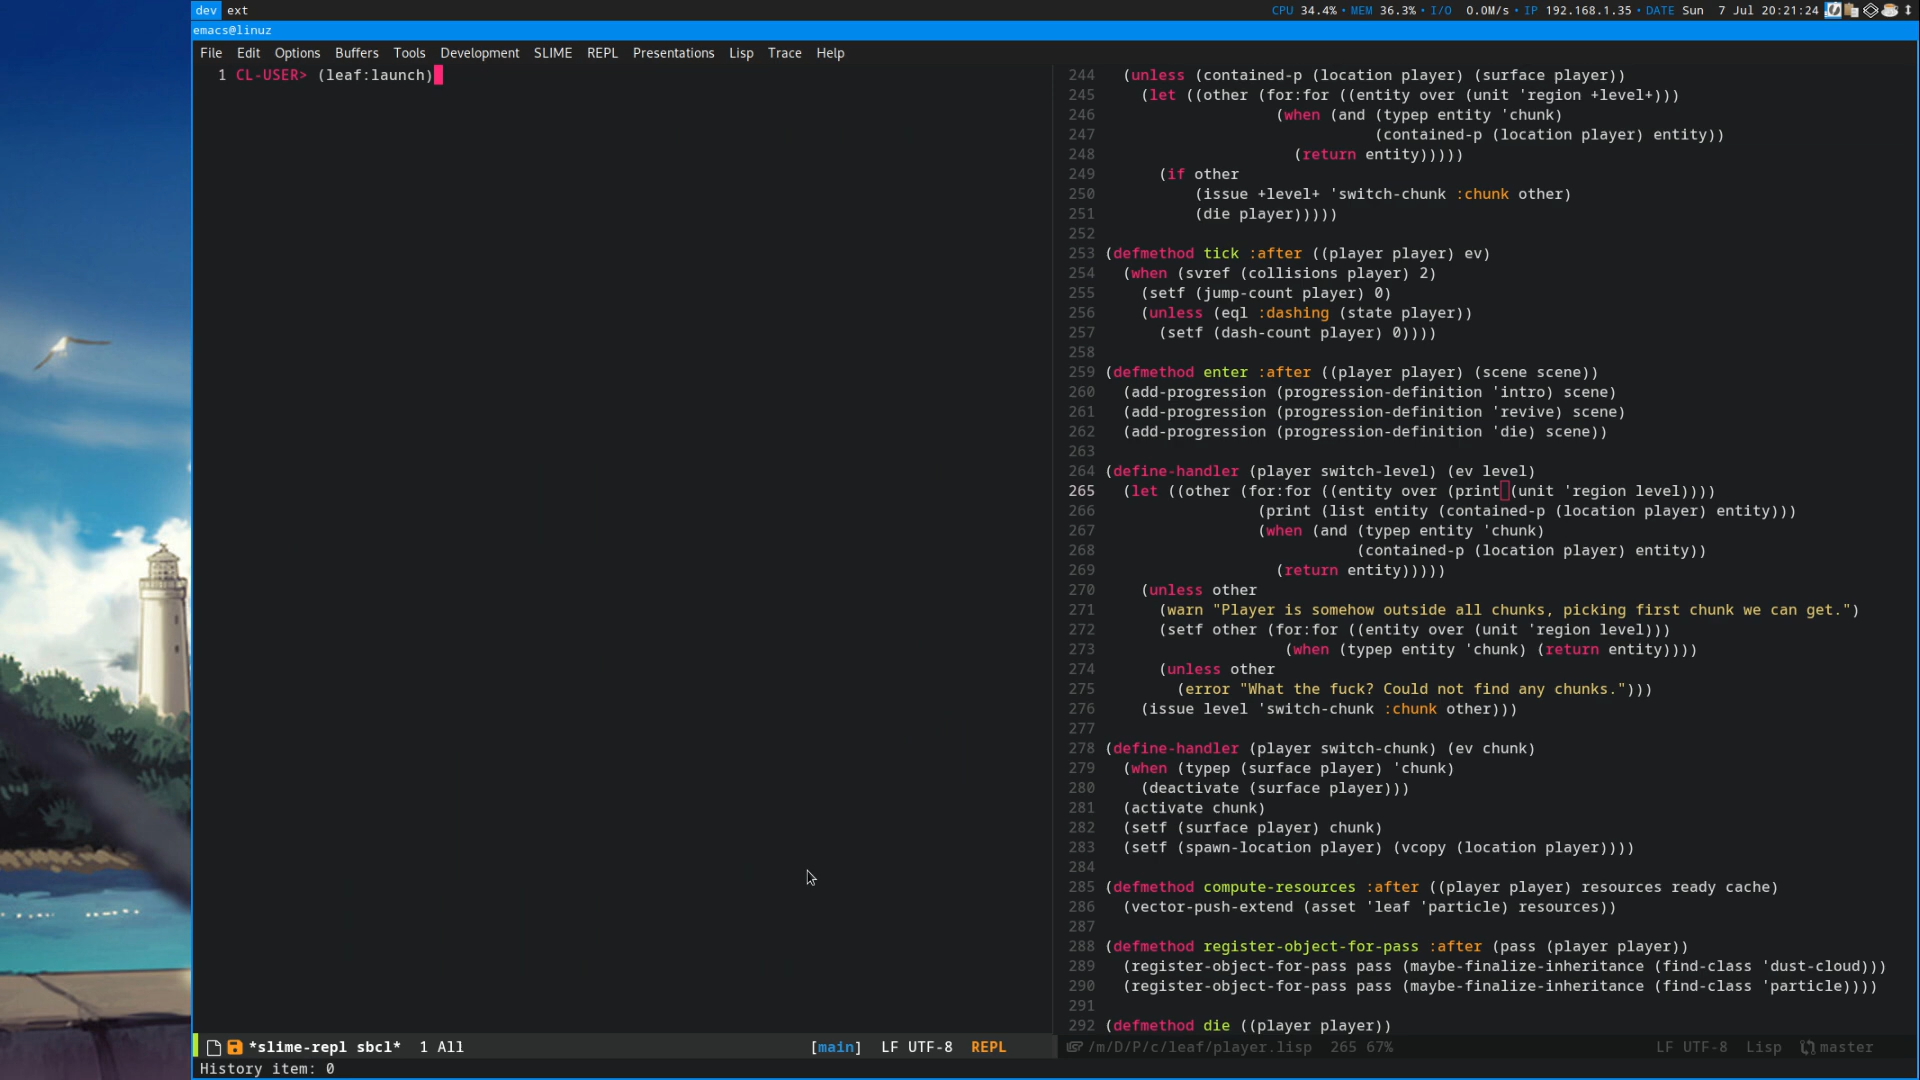 dev ext CPU 34.4% • MEM 36.3% • I/O 0.0M/s • IP 192.168.1.35 • DATE Sun 7 Jul 20:21:24
emacs@linuz
File Edit Options Buffers Tools Development SLIME REPL Presentations Lisp Trace Help
1 CL-USER> (leaf:launch)
244 (unless (contained-p (location player) (surface player))
245 (let ((other (for:for ((entity over (unit 'region +level+)))
246 (when (and (typep entity 'chunk)
247 (contained-p (location player) entity))
248 (return entity)))))
249 (if other
250 (issue +level+ 'switch-chunk :chunk other)
251 (die player)))))
252
253 (defmethod tick :after ((player player) ev)
254 (when (svref (collisions player) 2)
255 (setf (jump-count player) 0)
256 (unless (eql :dashing (state player))
257 (setf (dash-count player) 0))))
258
259 (defmethod enter :after ((player player) (scene scene))
260 (add-progression (progression-definition 'intro) scene)
261 (add-progression (progression-definition 'revive) scene)
262 (add-progression (progression-definition 'die) scene))
263
264 (define-handler (player switch-level) (ev level)
265 (let ((other (for:for ((entity over (print (unit 'region level))))
266 (print (list entity (contained-p (location player) entity)))
267 (when (and (typep entity 'chunk)
268 (contained-p (location player) entity))
269 (return entity)))))
270 (unless other
271 (warn "Player is somehow outside all chunks, picking first chunk we can get.")
272 (setf other (for:for ((entity over (unit 'region level)))
273 (when (typep entity 'chunk) (return entity))))
274 (unless other
275 (error "What the fuck? Could not find any chunks.")))
276 (issue level 'switch-chunk :chunk other)))
277
278 (define-handler (player switch-chunk) (ev chunk)
279 (when (typep (surface player) 'chunk)
280 (deactivate (surface player)))
281 (activate chunk)
282 (setf (surface player) chunk)
283 (setf (spawn-location player) (vcopy (location player))))
284
285 (defmethod compute-resources :after ((player player) resources ready cache)
286 (vector-push-extend (asset 'leaf 'particle) resources))
287
288 (defmethod register-object-for-pass :after (pass (player player))
289 (register-object-for-pass pass (maybe-finalize-inheritance (find-class 'dust-cloud)))
290 (register-object-for-pass pass (maybe-finalize-inheritance (find-class 'particle))))
291
292 (defmethod die ((player player))
*slime-repl sbcl* 1 All [main] LF UTF-8 REPL
/m/D/P/c/leaf/player.lisp 265 67% LF UTF-8 Lisp master
History item: 0